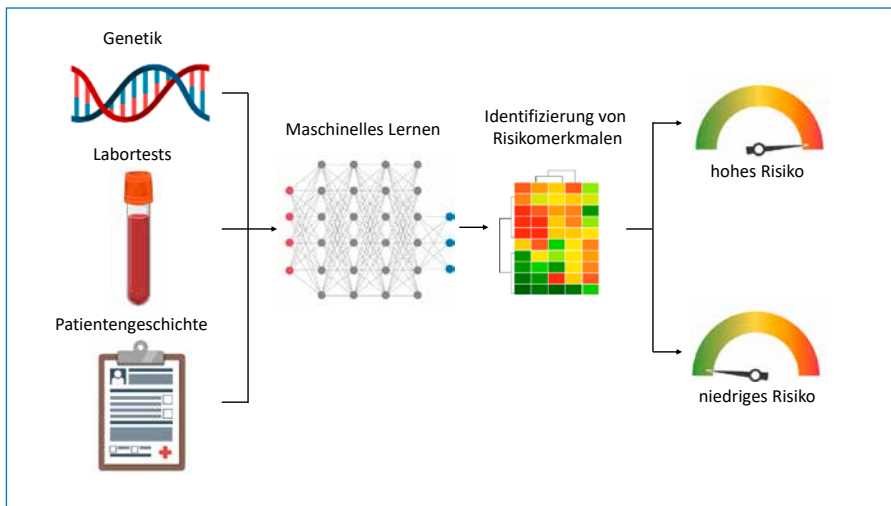 Genetik
Labortests
Patientengeschichte
Maschinelles Lernen
Identifizierung von
Risikomerkmalen
hohes Risiko
niedriges Risiko